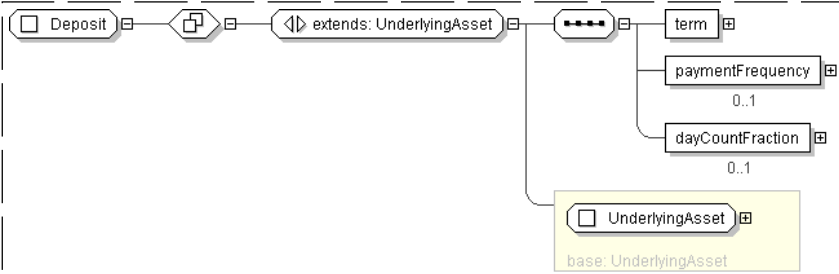 Deposit
extends: UnderlyingAsset
term
paymentFrequency
0..1
dayCountFraction
0..1
UnderlyingAsset
base: UnderlyingAsset